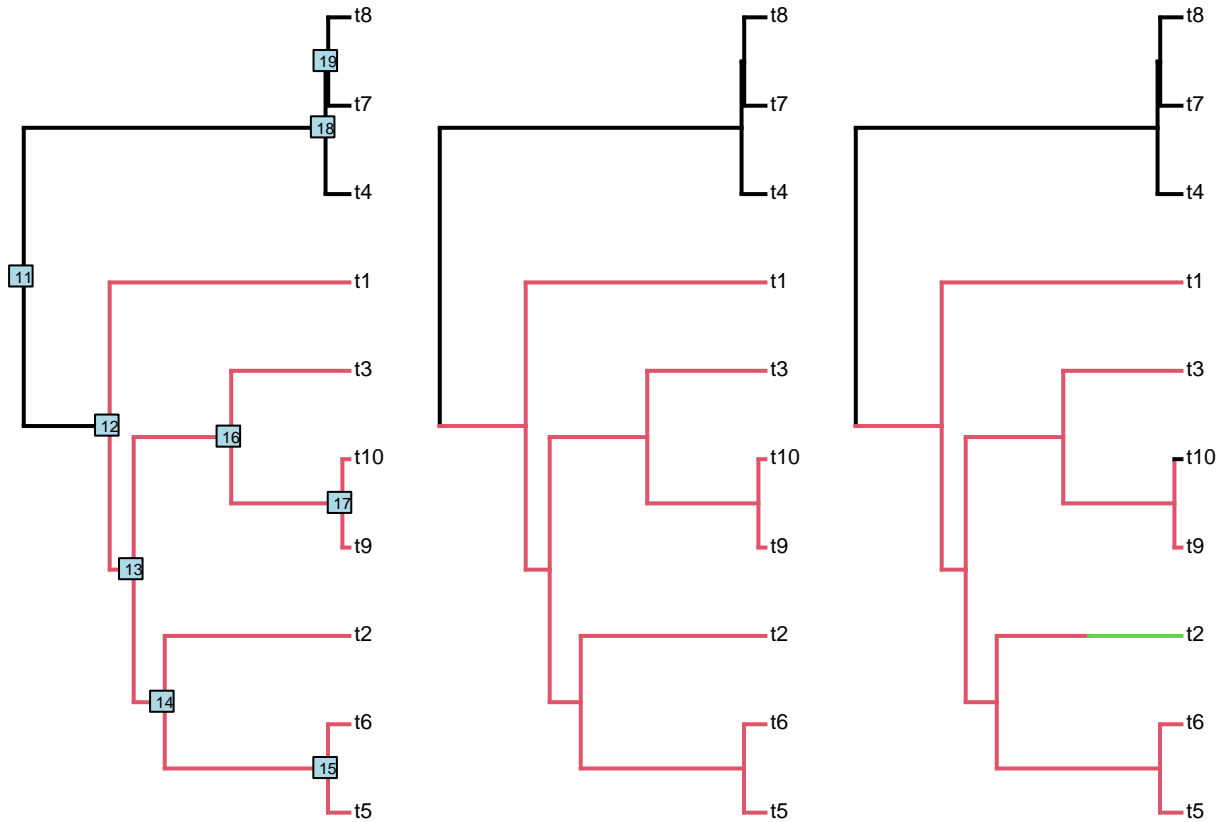 t8 t8 t8
19
t7 t7 t7
18
t4 t4 t4
11
t1 t1 t1
t3 t3 t3
12
16
t10 t10 t10
17
t9 t9 t9
13
t2 t2 t2
14
t6 t6 t6
15
t5 t5 t5